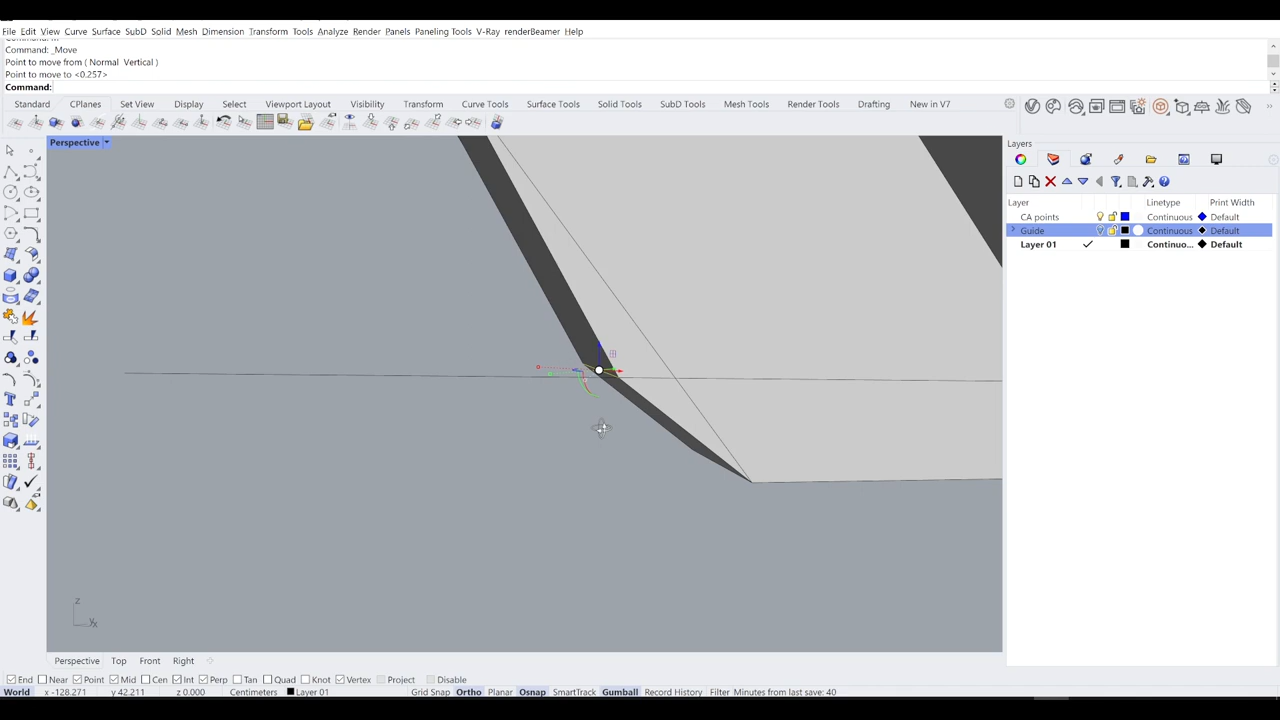 File Edit View Curve Surface SubD Solid Mesh Dimension Transform Tools Analyze Render Panels Paneling Tools V-Ray renderBeamer Help
Command: _Move
Point to move from ( Normal Vertical )
Point to move to <0.257>
Command:
Standard CPlanes Set View Display Select Viewport Layout Visibility Transform Curve Tools Surface Tools Solid Tools SubD Tools Mesh Tools Render Tools Drafting New in V7
Perspective
Layers
Layer Linetype Print Width
CA points Continuous Default
Guide Continuous Default
Layer 01 Continuo... Default
z
y x
Perspective Top Front Right
End Near Point Mid Cen Int Perp Tan Quad Knot Vertex Project Disable
World x -128.271 y 42.211 z 0.000 Centimeters Layer 01 Grid Snap Ortho Planar Osnap SmartTrack Gumball Record History Filter Minutes from last save: 40